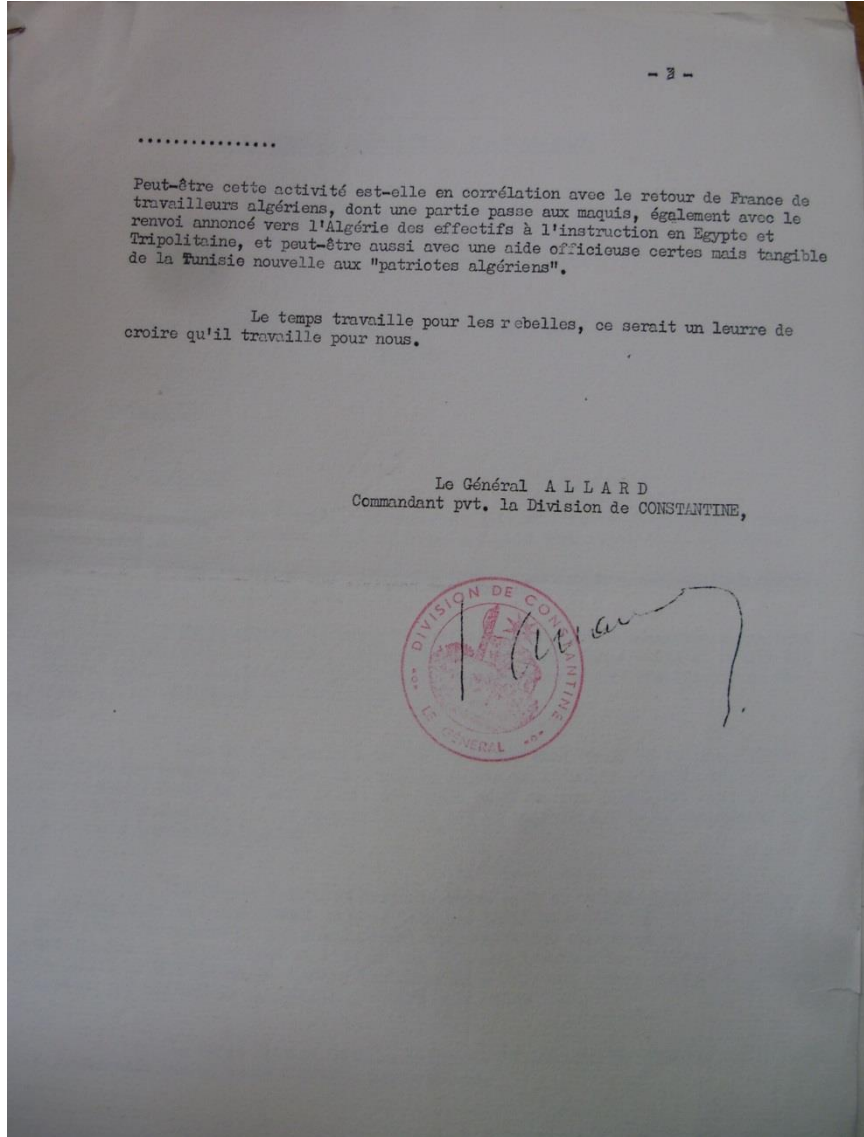 ................
Peut-être cette activité est-elle en corrélation avec le retour de France de
travailleurs algériens, dont une partie passe aux maquis, également avec le
renvoi annoncé vers l'Algérie des effectifs à l'instruction en Egypte et
Tripolitaine, et peut-être aussi avec une aide officieuse certes mais tangible
de la Tunisie nouvelle aux "patriotes algériens".
Le temps travaille pour les rebelles, ce serait un leurre de
croire qu'il travaille pour nous.
Le Général A L L A R D
Commandant pvt. la Division de CONSTANTINE,
DIVISION DE CONSTANTINE
LE GÉNÉRAL